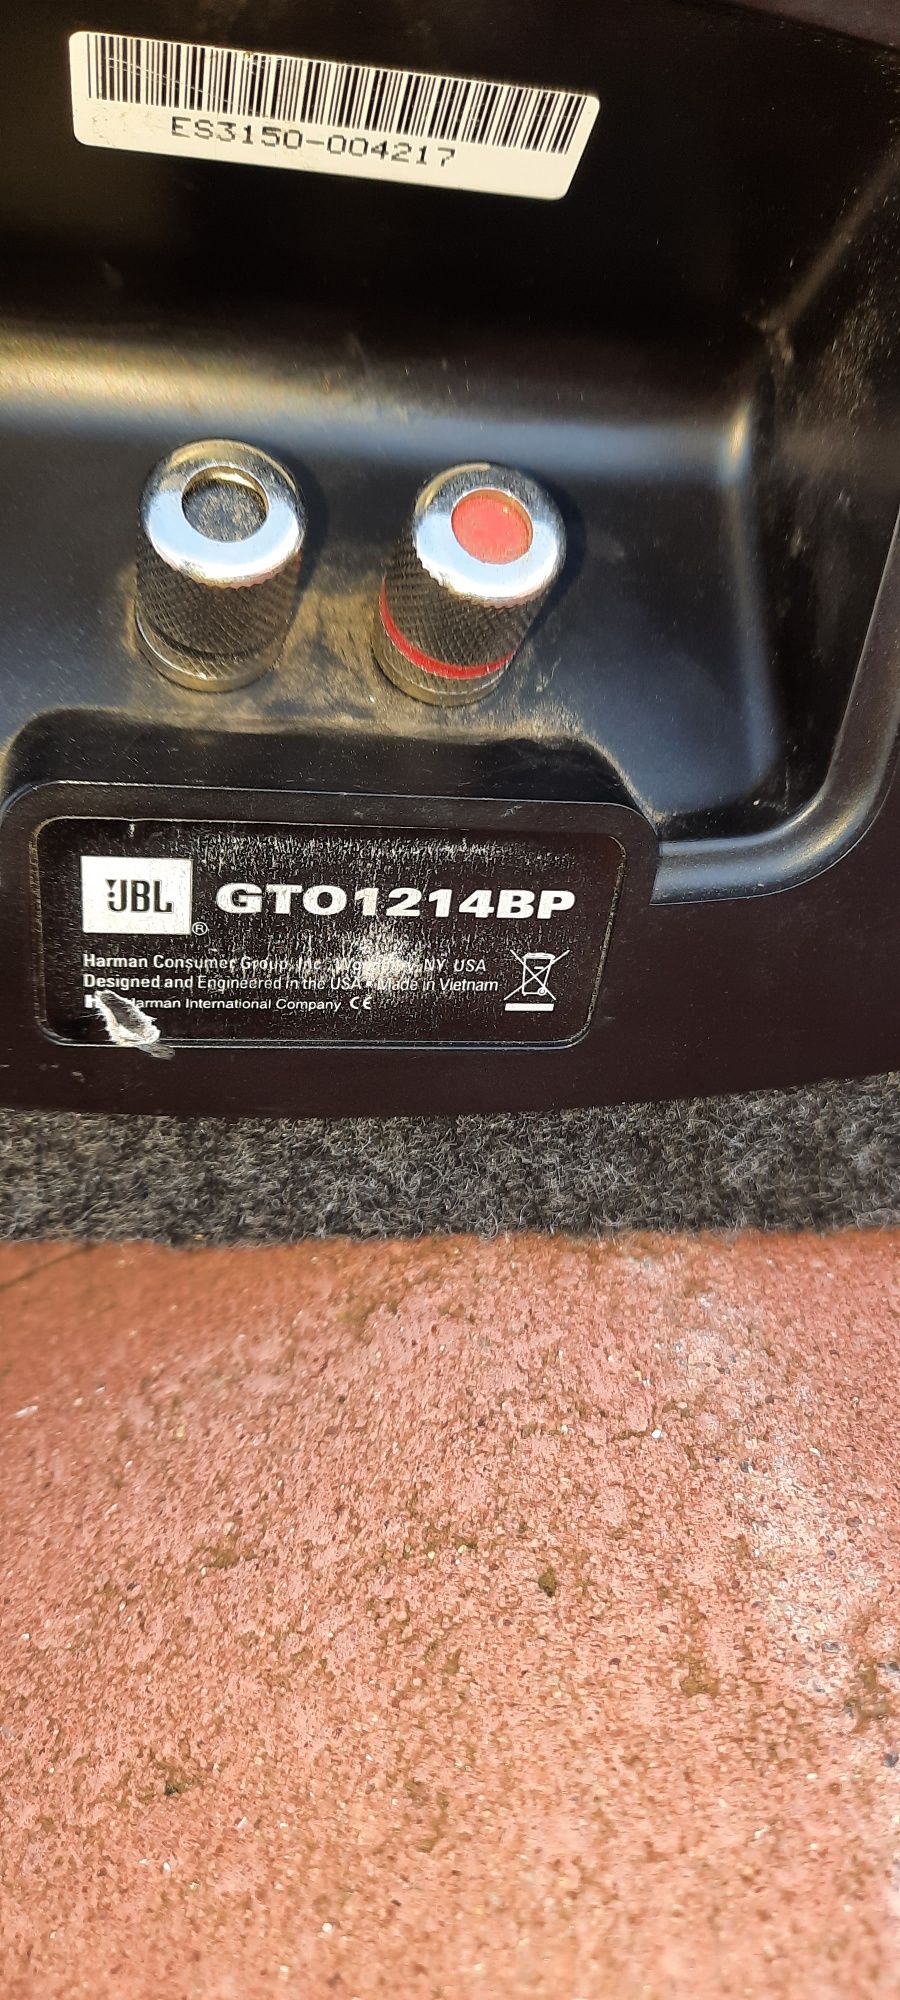 ES3150-004217
JBL® GTO1214BP
Harman Consumer Group, Inc. NY USA
Designed and Engineered in the USA • Made in Vietnam
Harman International Company CE